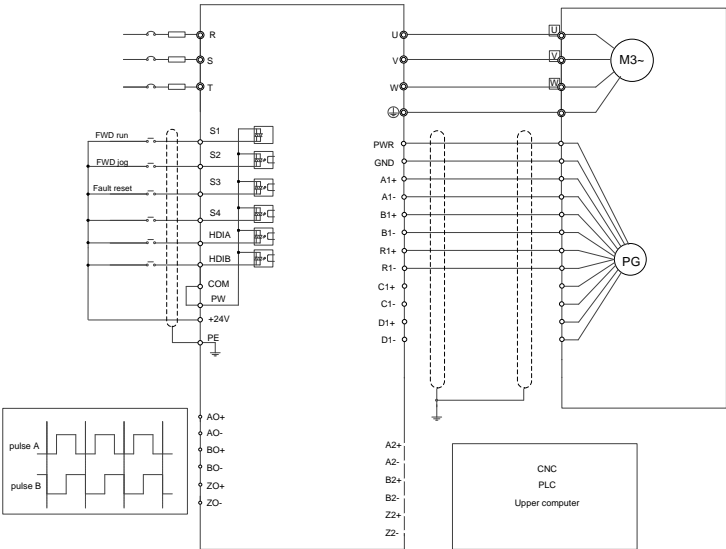 R
S
T
FWD run
FWD jog
Fault reset
S1
S2
S3
S4
HDIA
HDIB
COM
PW
+24V
PE
U
V
W
PWR
GND
A1+
A1-
B1+
B1-
R1+
R1-
C1+
C1-
D1+
D1-
U
V
W
M3~
PG
pulse A
pulse B
AO+
AO-
BO+
BO-
ZO+
ZO-
A2+
A2-
B2+
B2-
Z2+
Z2-
CNC
PLC
Upper computer